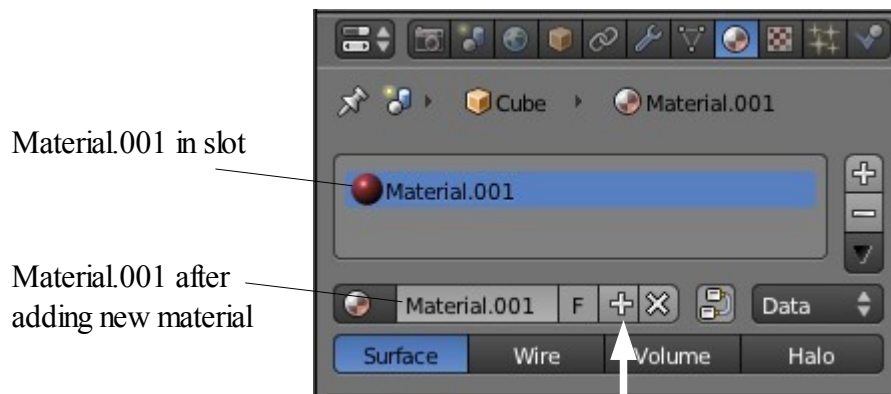 Cube Material.001
Material.001 in slot
Material.001
Material.001 after
adding new material
Material.001 F Data
Surface Wire Volume Halo